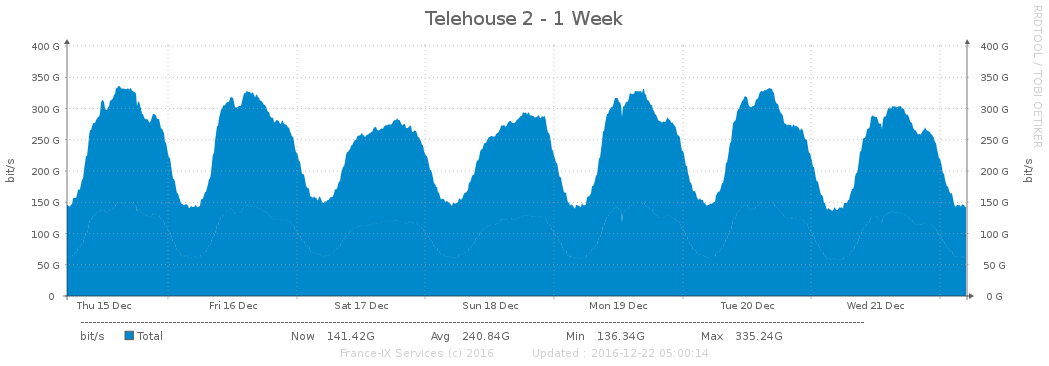 Telehouse 2 - 1 Week
RRDTOOL / TOBI OETIKER
bit/s
400 G 400 G
350 G 350 G
300 G 300 G
250 G 250 G
200 G 200 G
150 G 150 G
100 G 100 G
50 G 50 G
0 0 G
bit/s
Thu 15 Dec Fri 16 Dec Sat 17 Dec Sun 18 Dec Mon 19 Dec Tue 20 Dec Wed 21 Dec
bit/s Total Now 141.42G Avg 240.84G Min 136.34G Max 335.24G
France-IX Services (c) 2016 Updated : 2016-12-22 05:00:14